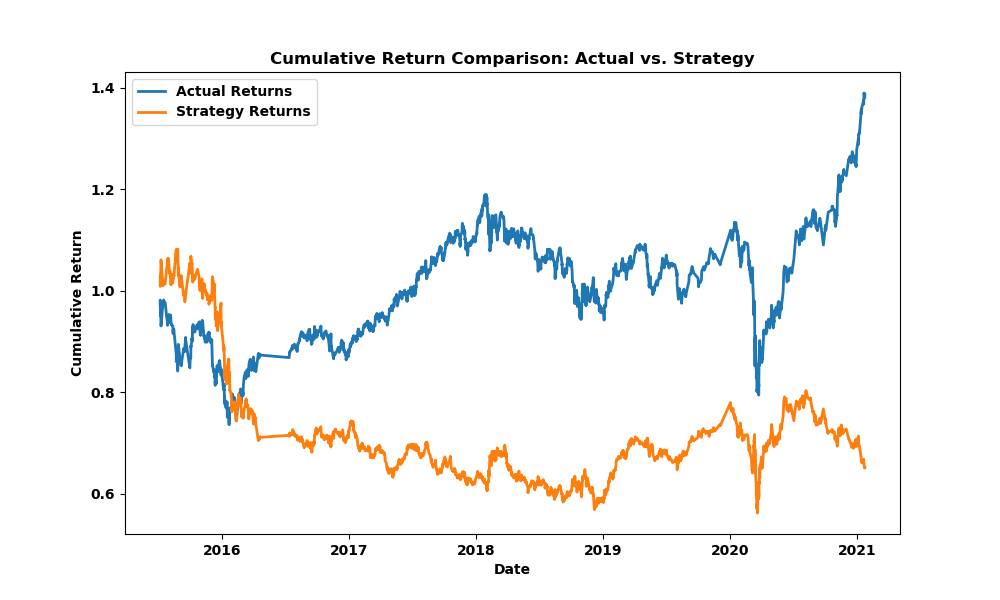 Cumulative Return Comparison: Actual vs. Strategy
Actual Returns
Strategy Returns
Cumulative Return
1.4
1.2
1.0
0.8
0.6
2016 2017 2018 2019 2020 2021
Date